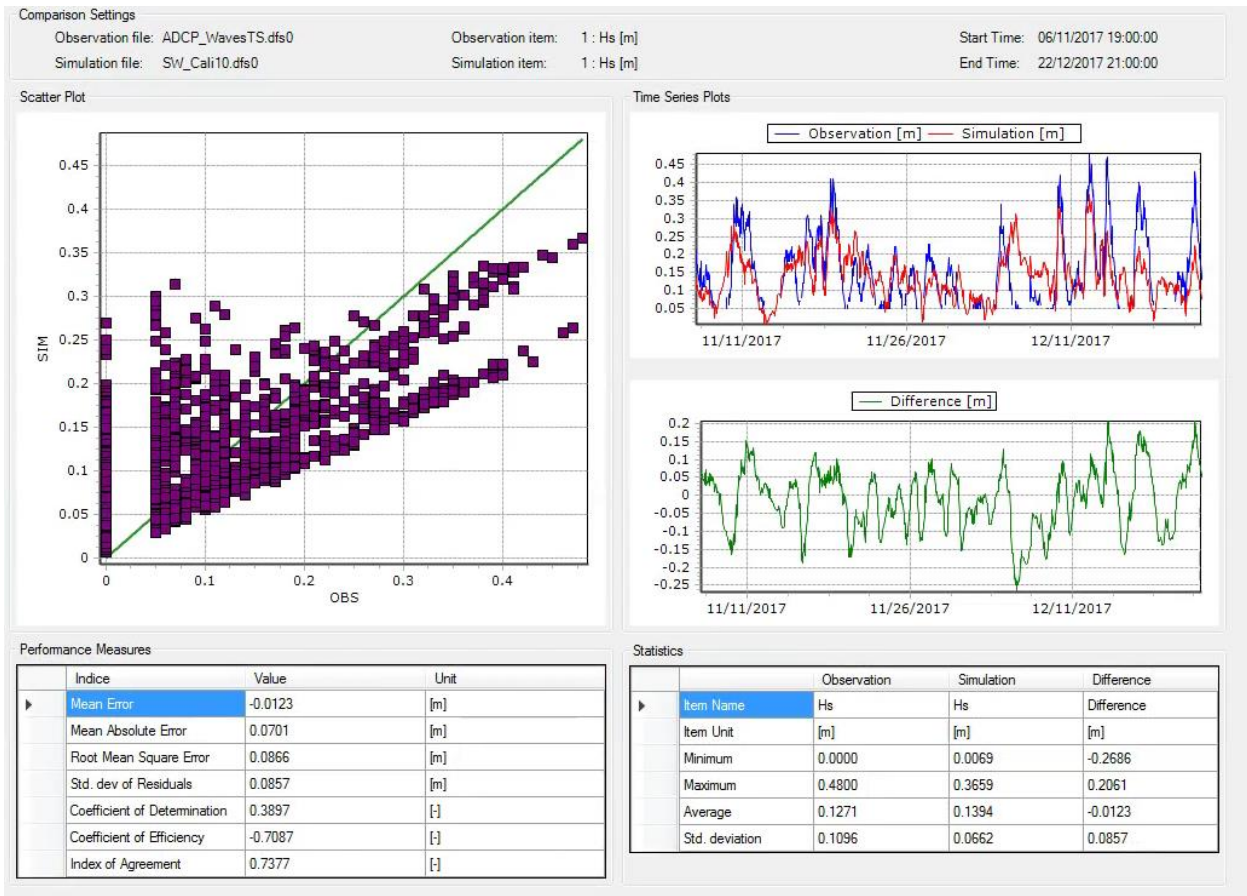 Comparison Settings
Observation file: ADCP_WavesTS.dfs0 Observation item: 1 : Hs [m] Start Time: 06/11/2017 19:00:00
Simulation file: SW_Cali10.dfs0 Simulation item: 1 : Hs [m] End Time: 22/12/2017 21:00:00
Scatter Plot
0.45
0.4
0.35
0.3
0.25
0.2
0.15
0.1
0.05
0
SIM
0 0.1 0.2 0.3 0.4
OBS
Time Series Plots
Observation [m] Simulation [m]
0.45
0.4
0.35
0.3
0.25
0.2
0.15
0.1
0.05
11/11/2017 11/26/2017 12/11/2017
Difference [m]
0.2
0.15
0.1
0.05
0
-0.05
-0.1
-0.15
-0.2
-0.25
11/11/2017 11/26/2017 12/11/2017
Performance Measures
Indice Value Unit
Mean Error -0.0123 [m]
Mean Absolute Error 0.0701 [m]
Root Mean Square Error 0.0866 [m]
Std. dev of Residuals 0.0857 [m]
Coefficient of Determination 0.3897 [-]
Coefficient of Efficiency -0.7087 [-]
Index of Agreement 0.7377 [-]
Statistics
Observation Simulation Difference
Item Name Hs Hs Difference
Item Unit [m] [m] [m]
Minimum 0.0000 0.0069 -0.2686
Maximum 0.4800 0.3659 0.2061
Average 0.1271 0.1394 -0.0123
Std. deviation 0.1096 0.0662 0.0857